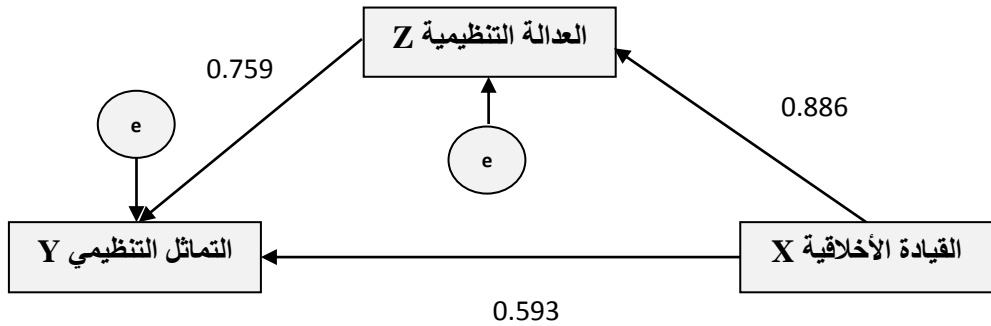 العدالة التنظيمية Z
0.759
0.886
e
e
القيادة الأخلاقية X
التماثل التنظيمي Y
0.593